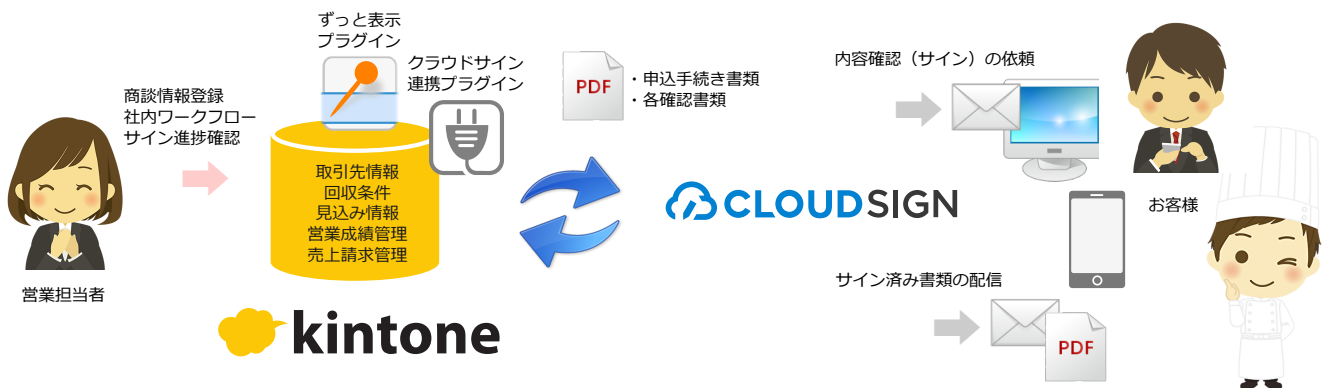 ずっと表示
プラグイン
クラウドサイン
連携プラグイン
商談情報登録
社内ワークフロー
サイン進捗確認
取引先情報
回収条件
見込み情報
営業成績管理
売上請求管理
営業担当者
kintone
PDF
・申込手続き書類
・各確認書類
CLOUDSIGN
内容確認（サイン）の依頼
お客様
サイン済み書類の配信
PDF